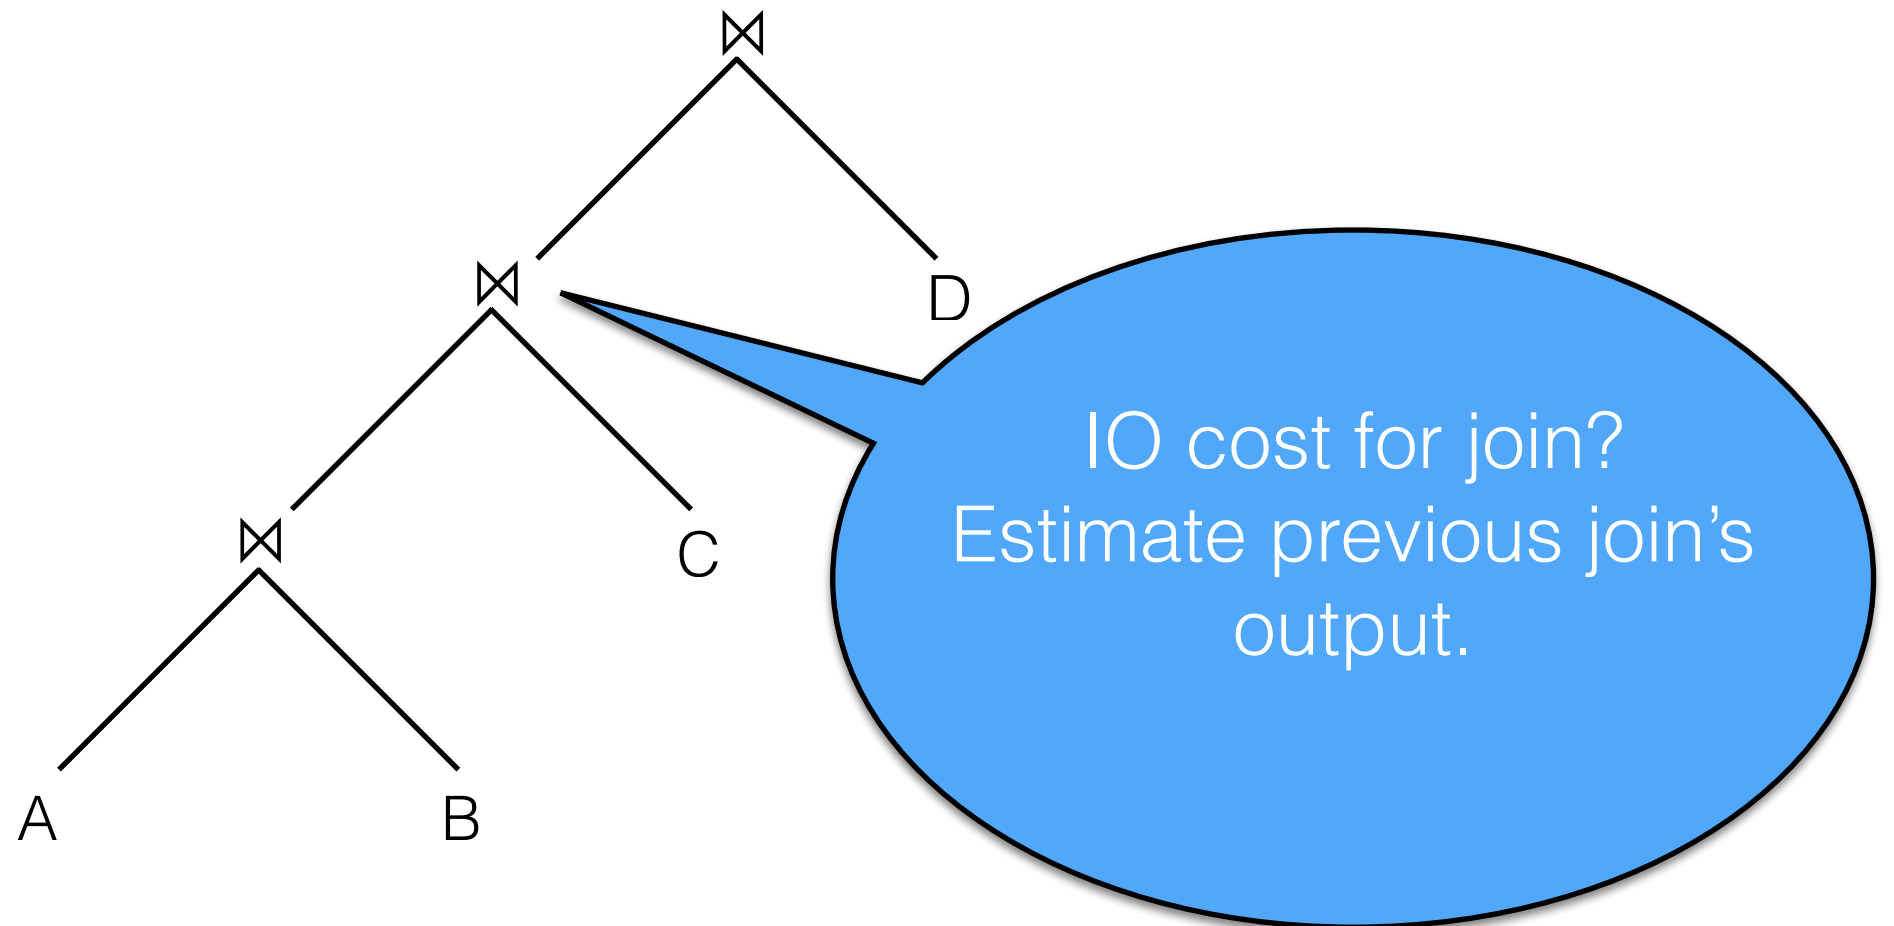 ⋈
⋈
D
IO cost for join?
Estimate previous join’s
output.
⋈
C
A
B